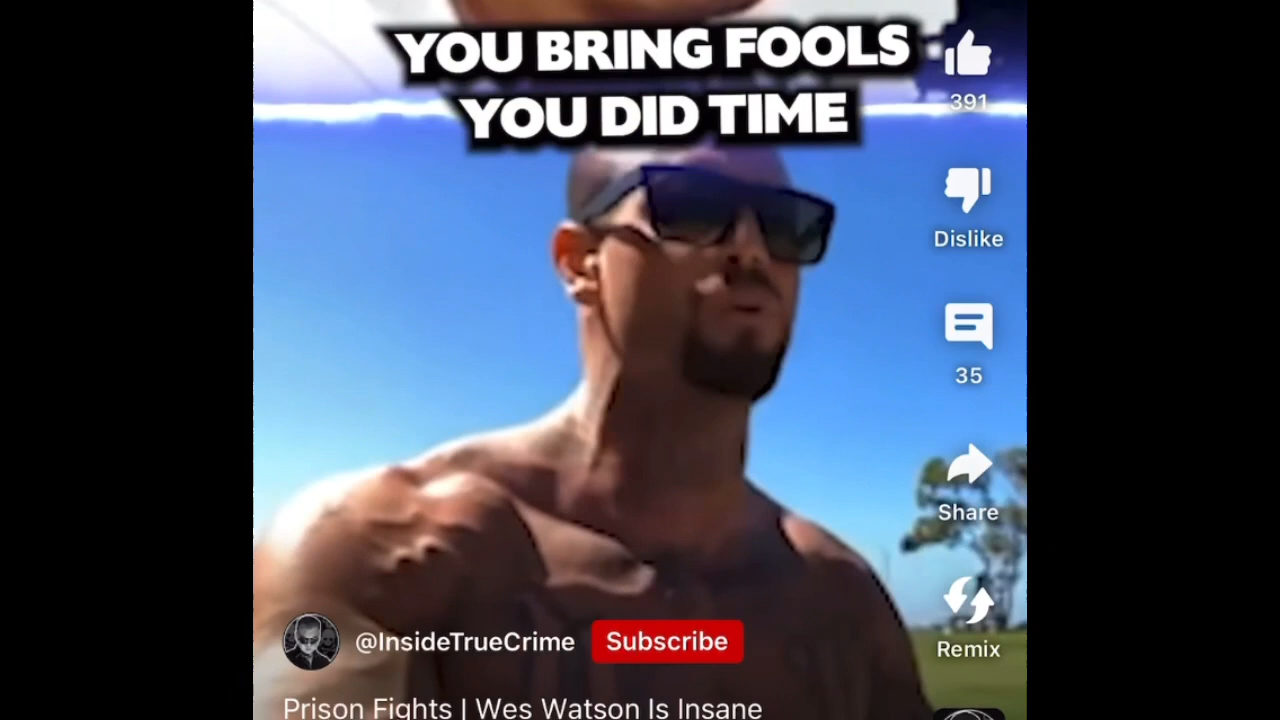 YOU BRING FOOLS
YOU DID TIME
391
Dislike
35
Share
Remix
@InsideTrueCrime
Subscribe
Prison Fights | Wes Watson Is Insane